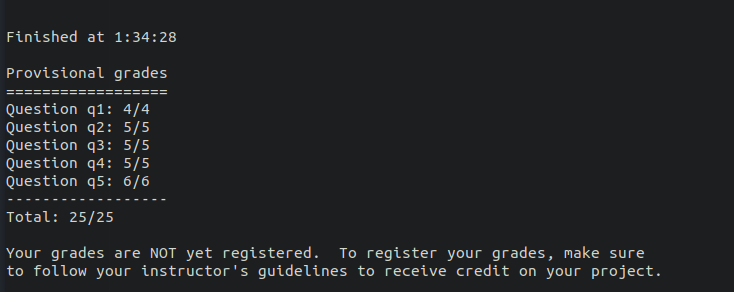 Finished at 1:34:28
Provisional grades
==================
Question q1: 4/4
Question q2: 5/5
Question q3: 5/5
Question q4: 5/5
Question q5: 6/6
------------------
Total: 25/25
Your grades are NOT yet registered.  To register your grades, make sure
to follow your instructor's guidelines to receive credit on your project.